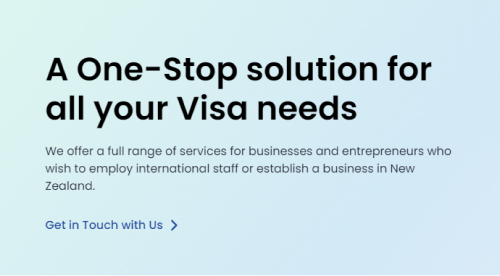 A One-Stop solution for
all your Visa needs
We offer a full range of services for businesses and entrepreneurs who
wish to employ international staff or establish a business in New
Zealand.
Get in Touch with Us